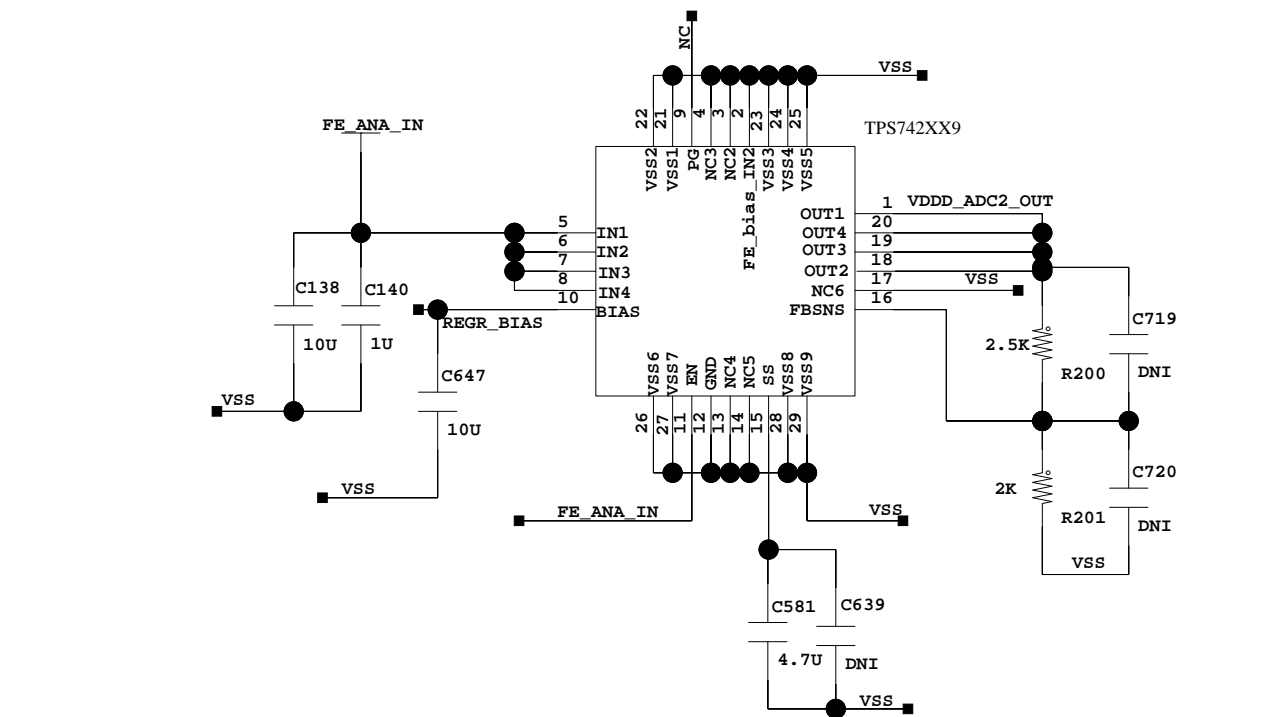 NC
VSS
22
21
9
4
3
2
23
24
25
TPS742XX9
FE_ANA_IN
VSS2
VSS1
PG
NC3
NC2
FE_bias_IN2
VSS3
VSS4
VSS5
1 VDDD_ADC2_OUT
OUT1
20
OUT4
19
OUT3
18
OUT2
17 VSS
NC6
16
FBSNS
5
IN1
6
IN2
7
IN3
8
IN4
10
BIAS
C138
10U
C140
1U
REGR_BIAS
VSS
C647
10U
VSS
C719
DNI
2.5K
R200
VSS6
VSS7
EN
GND
NC4
NC5
SS
VSS8
VSS9
26
27
11
12
13
14
15
28
29
FE_ANA_IN
VSS
C720
DNI
2K
R201
VSS
C581
4.7U
C639
DNI
VSS